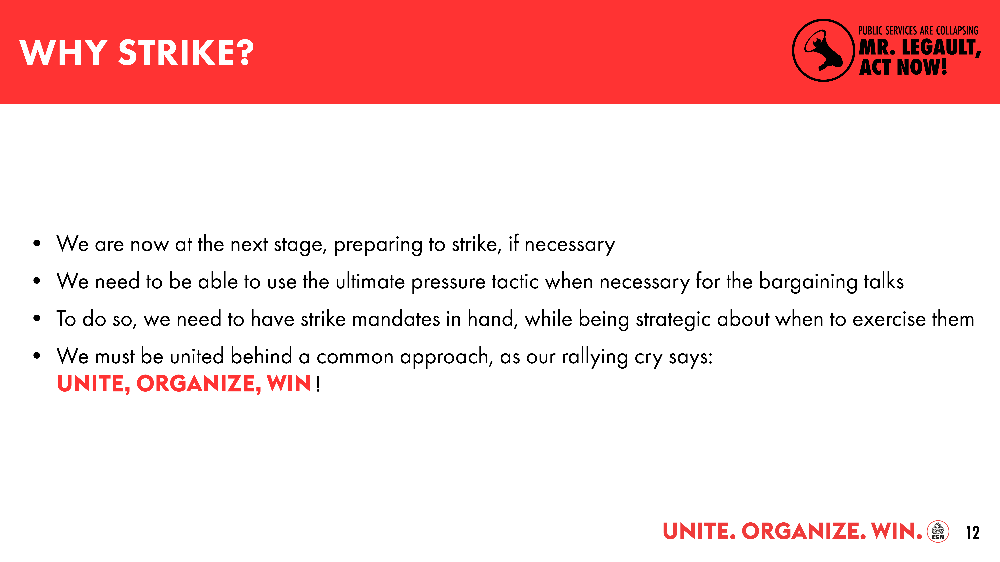 WHY STRIKE?
PUBLIC SERVICES ARE COLLAPSING
MR. LEGAULT,
ACT NOW!
• We are now at the next stage, preparing to strike, if necessary
• We need to be able to use the ultimate pressure tactic when necessary for the bargaining talks
• To do so, we need to have strike mandates in hand, while being strategic about when to exercise them
• We must be united behind a common approach, as our rallying cry says:
UNITE, ORGANIZE, WIN !
UNITE. ORGANIZE. WIN. CSN 12